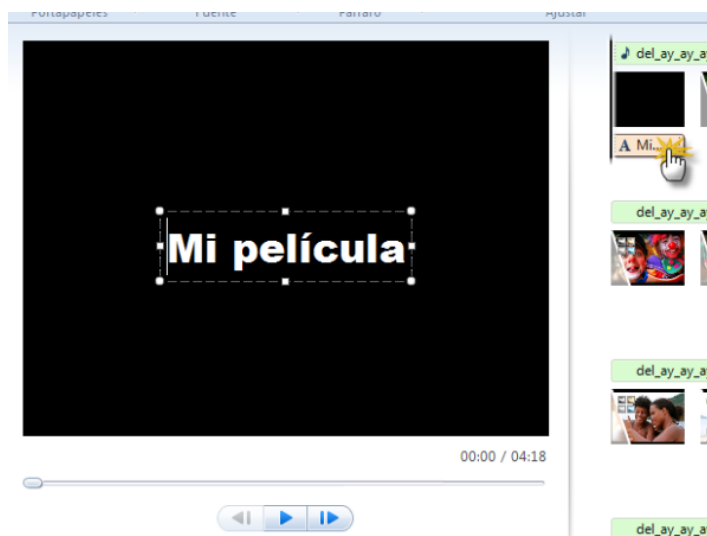 Portapapeles Fuente Párrafo Ajustar
del_ay_ay_a
A Mi...
Mi película
del_ay_ay_a
del_ay_ay_a
00:00 / 04:18
del_ay_ay_a